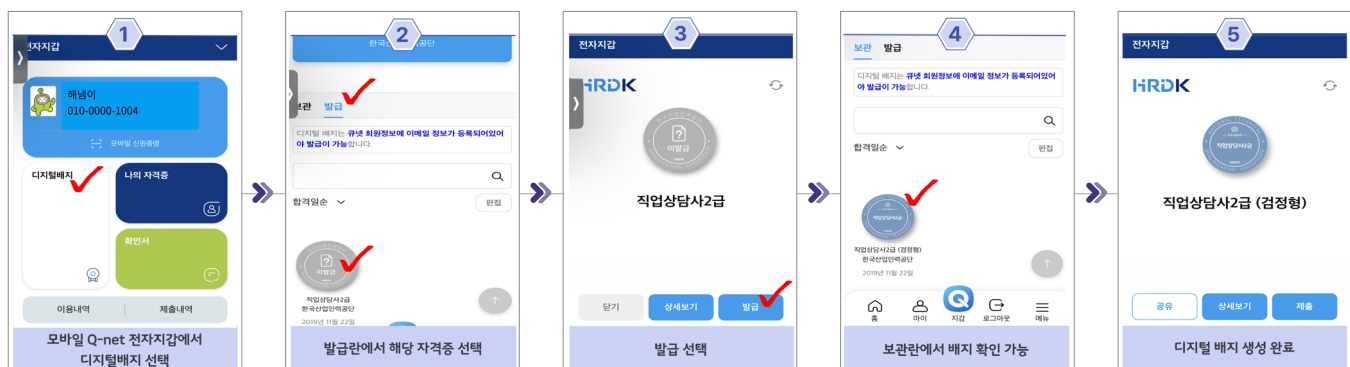 1
전자지갑
해냄이
010-0000-1004
모바일 신원증명
디지털배지
나의 자격증
확인서
이용내역
제출내역
모바일 Q-net 전자지갑에서
디지털배지 선택
2
보관 발급
디지털 배지는 큐넷 회원정보에 이메일 정보가 등록되어있어
야 발급이 가능합니다.
합격일순
편집
미발급
직업상담사2급
한국산업인력공단
2019년 11월 22일
발급란에서 해당 자격증 선택
3
전자지갑
HRDK
미발급
직업상담사2급
닫기
상세보기
발급
발급 선택
4
보관 발급
디지털 배지는 큐넷 회원정보에 이메일 정보가 등록되어있어
야 발급이 가능합니다.
합격일순
편집
직업상담사2급
직업상담사2급 (검정형)
한국산업인력공단
2019년 11월 22일
Q
홈
마이
지갑
로그아웃
메뉴
보관란에서 배지 확인 가능
5
전자지갑
HRDK
직업상담사2급
직업상담사2급 (검정형)
공유
상세보기
제출
디지털 배지 생성 완료